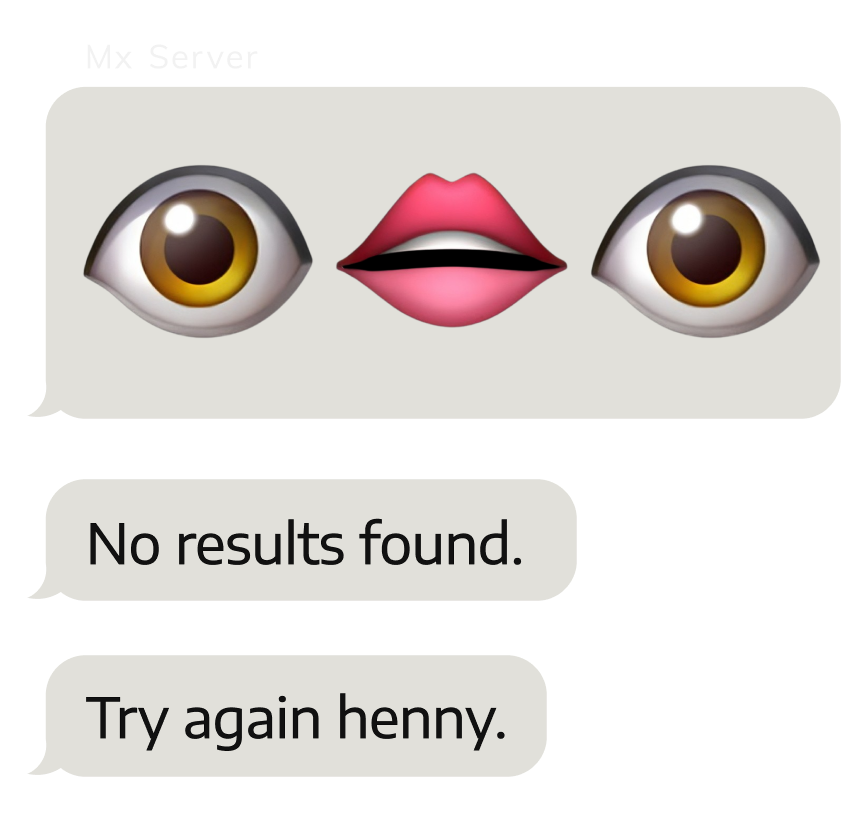 Mx Server
👁️👄👁️
No results found.
Try again henny.